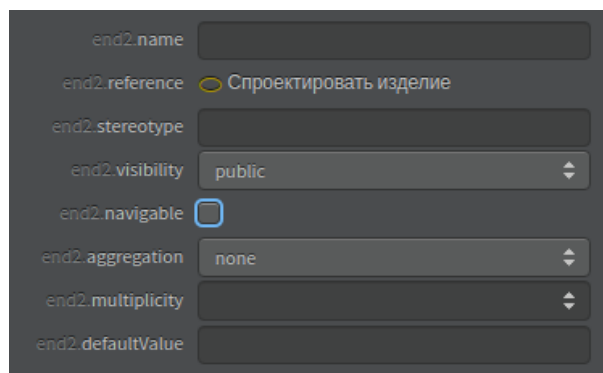 end2.name
end2.reference Спроектировать изделие
end2.stereotype
end2.visibility public
end2.navigable
end2.aggregation none
end2.multiplicity
end2.defaultValue